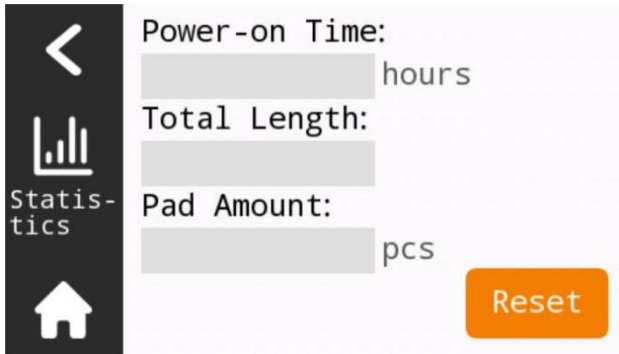 Power-on Time:
hours
Total Length:
Statis-
tics
Pad Amount:
pcs
Reset